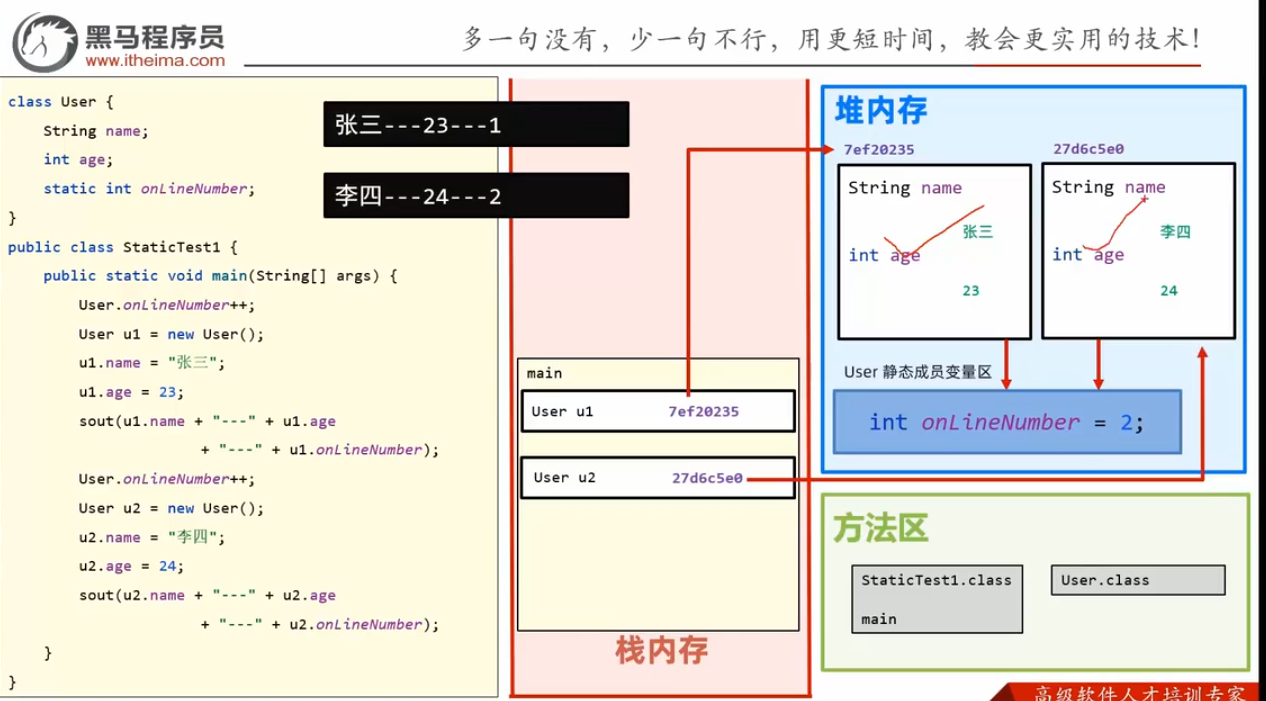 黑马程序员
www.itheima.com
多一句没有，少一句不行，用更短时间，教会更实用的技术！
class User {
String name;
int age;
static int onLineNumber;
}
public class StaticTest1 {
public static void main(String[] args) {
User.onLineNumber++;
User u1 = new User();
u1.name = "张三";
u1.age = 23;
sout(u1.name + "---" + u1.age
+ "---" + u1.onLineNumber);
User.onLineNumber++;
User u2 = new User();
u2.name = "李四";
u2.age = 24;
sout(u2.name + "---" + u2.age
+ "---" + u2.onLineNumber);
}
}
张三---23---1
李四---24---2
main
User u1 7ef20235
User u2 27d6c5e0
栈内存
堆内存
7ef20235
String name
张三
int age
23
27d6c5e0
String name
李四
int age
24
User 静态成员变量区
int onLineNumber = 2;
方法区
StaticTest1.class
main
User.class
高级软件人才培训专家